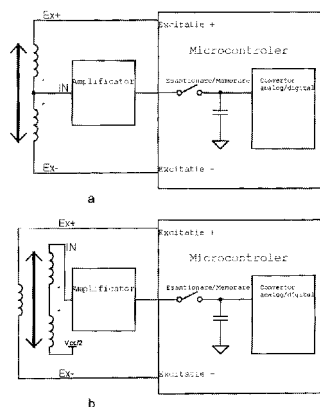 Ex+
Excitatie +
Microcontroler
IN
Amplificator
Esantionare/Memorare
Convertor
analog/digital
Ex-
Excitatie -
a
Ex+
Excitatie +
IN
Microcontroler
Amplificator
Esantionare/Memorare
Convertor
analog/digital
Vcc/2
Ex-
Excitatie -
b